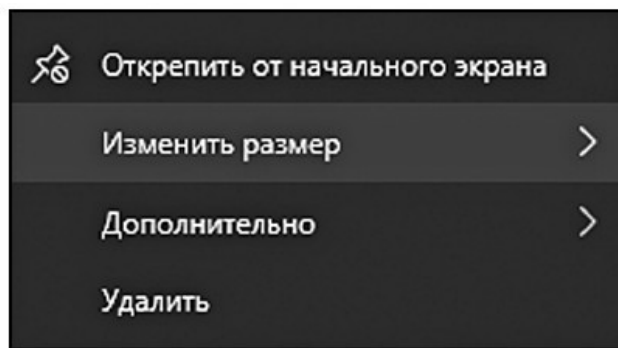 Открепить от начального экрана
Изменить размер
Дополнительно
Удалить